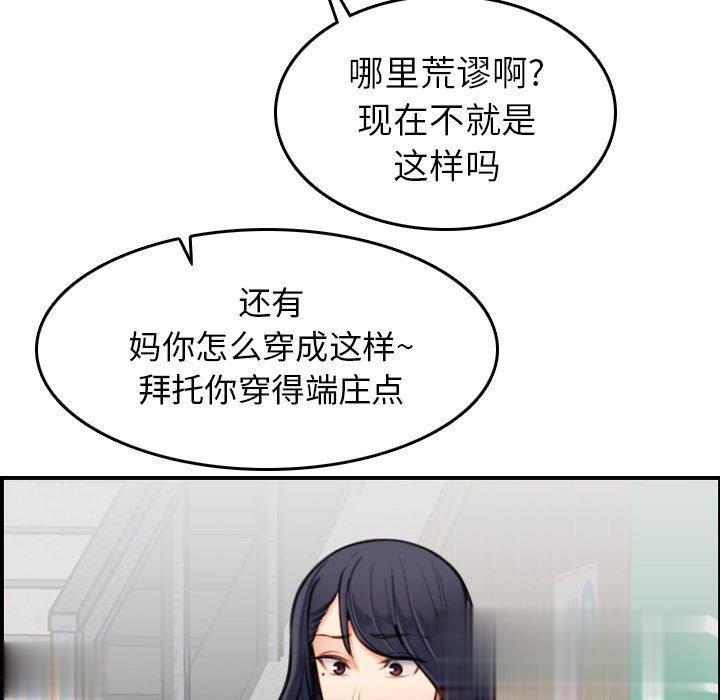 哪里荒谬啊?
现在不就是
这样吗
还有
妈你怎么穿成这样~
拜托你穿得端庄点